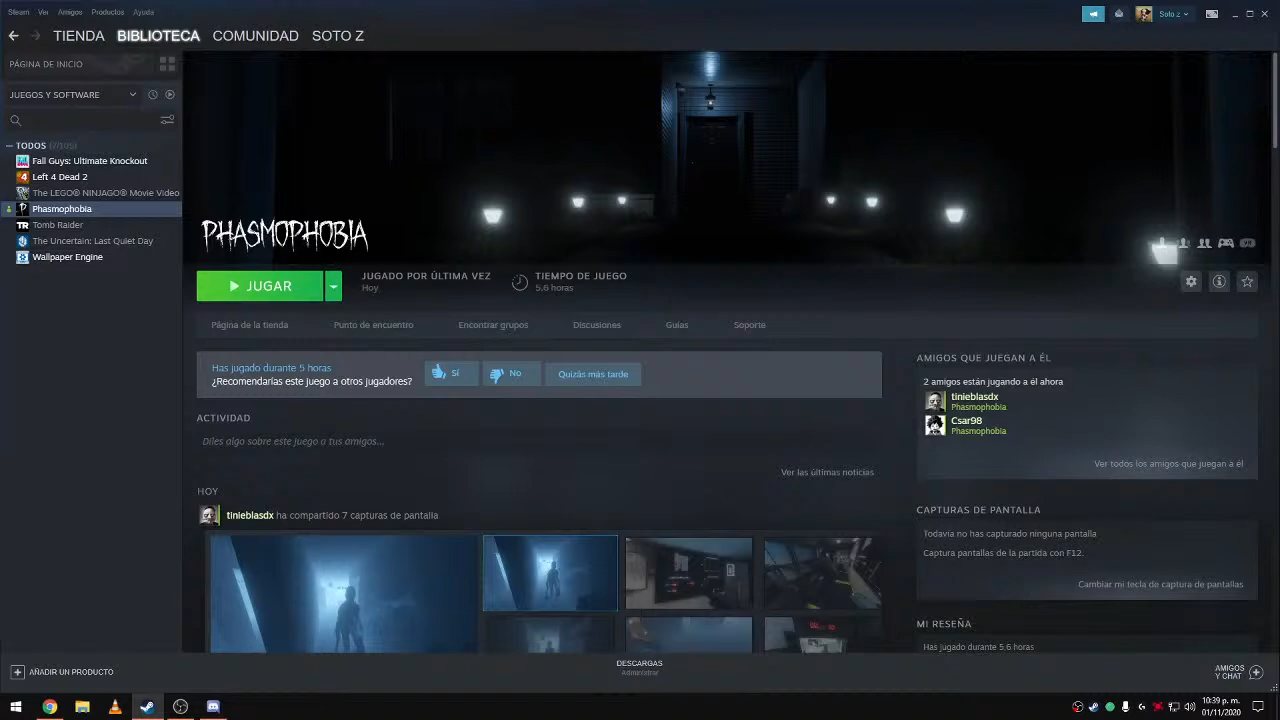 Steam Ver Amigos Productos Ayuda
Soto z
TIENDA BIBLIOTECA COMUNIDAD SOTO Z
PÁGINA DE INICIO
JUEGOS Y SOFTWARE
TODOS (7/105)
Fall Guys: Ultimate Knockout
Left 4 Dead 2
The LEGO® NINJAGO® Movie Video
Phasmophobia
Tomb Raider
The Uncertain: Last Quiet Day
Wallpaper Engine
PHASMOPHOBIA
JUGAR
JUGADO POR ÚLTIMA VEZ
Hoy
TIEMPO DE JUEGO
5,6 horas
Página de la tienda Punto de encuentro Encontrar grupos Discusiones Guías Soporte
Has jugado durante 5 horas
¿Recomendarías este juego a otros jugadores?
Sí No Quizás más tarde
ACTIVIDAD
Diles algo sobre este juego a tus amigos...
Ver las últimas noticias
HOY
tinieblasdx ha compartido 7 capturas de pantalla
AMIGOS QUE JUEGAN A ÉL
2 amigos están jugando a él ahora
tinieblasdx
Phasmophobia
Csar98
Phasmophobia
Ver todos los amigos que juegan a él
CAPTURAS DE PANTALLA
Todavía no has capturado ninguna pantalla
Captura pantallas de la partida con F12.
Cambiar mi tecla de captura de pantallas
MI RESEÑA
Has jugado durante 5,6 horas
AÑADIR UN PRODUCTO
DESCARGAS
Administrar
AMIGOS
Y CHAT
10:39 p. m.
01/11/2020